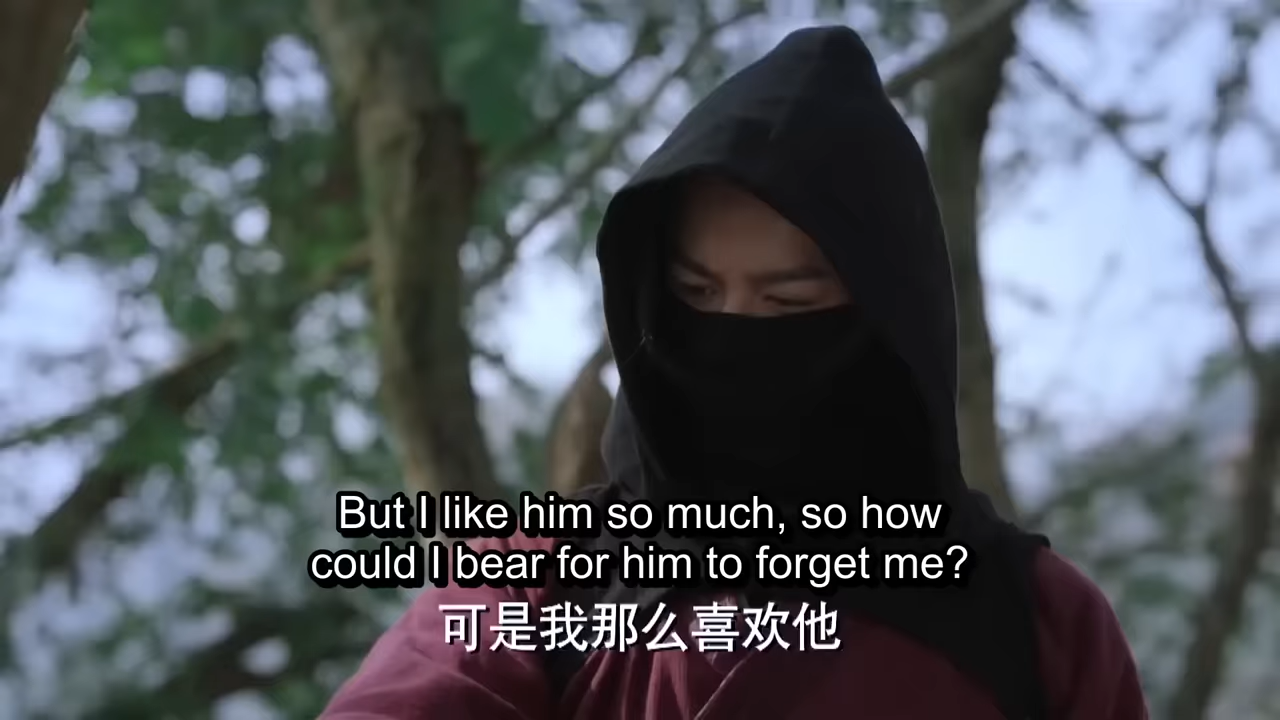 But I like him so much, so how
could I bear for him to forget me?
可是我那么喜欢他